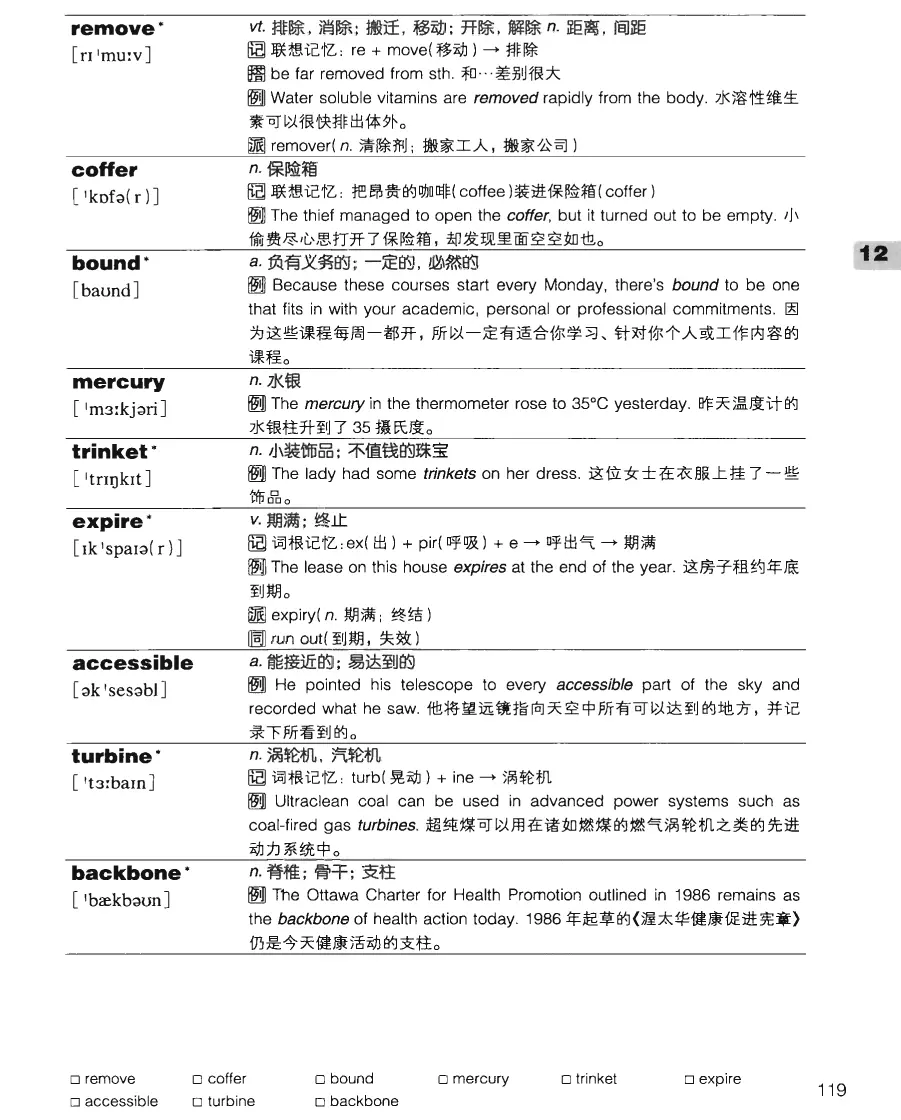 remove* vt. 排除，消除；搬迁，移动；开除，解除 n. 距离，间距
[rɪˈmuːv] 记 联想记忆：re + move(移动) → 排除
搭 be far removed from sth. 和…差别很大
例 Water soluble vitamins are removed rapidly from the body. 水溶性维生
素可以很快排出体外。
派 remover(n. 清除剂；搬家工人，搬家公司)
coffer n. 保险箱
[ˈkɒfə(r)] 记 联想记忆：把昂贵的咖啡(coffee)装进保险箱(coffer)
例 The thief managed to open the coffer, but it turned out to be empty. 小
偷费尽心思打开了保险箱，却发现里面空空如也。
bound* a. 负有义务的；一定的，必然的
[baʊnd] 例 Because these courses start every Monday, there's bound to be one
that fits in with your academic, personal or professional commitments. 因
为这些课程每周一都开，所以一定有适合你学习、针对你个人或工作内容的
课程。
12
mercury n. 水银
[ˈmɜːkjəri] 例 The mercury in the thermometer rose to 35°C yesterday. 昨天温度计的
水银柱升到了 35 摄氏度。
trinket* n. 小装饰品；不值钱的珠宝
[ˈtrɪŋkɪt] 例 The lady had some trinkets on her dress. 这位女士在衣服上挂了一些
饰品。
expire* v. 期满；终止
[ɪkˈspaɪə(r)] 记 词根记忆：ex(出) + pir(呼吸) + e → 呼出气 → 期满
例 The lease on this house expires at the end of the year. 这房子租约年底
到期。
派 expiry(n. 期满；终结)
同 run out(到期，失效)
accessible a. 能接近的；易达到的
[əkˈsesəbl] 例 He pointed his telescope to every accessible part of the sky and
recorded what he saw. 他将望远镜指向天空中所有可以达到的地方，并记
录下所看到的。
turbine* n. 涡轮机，汽轮机
[ˈtɜːbaɪn] 记 词根记忆：turb(晃动) + ine → 涡轮机
例 Ultraclean coal can be used in advanced power systems such as
coal-fired gas turbines. 超纯煤可以用在诸如燃煤的燃气涡轮机之类的先进
动力系统中。
backbone* n. 脊椎；骨干；支柱
[ˈbækbəʊn] 例 The Ottawa Charter for Health Promotion outlined in 1986 remains as
the backbone of health action today. 1986 年起草的《渥太华健康促进宪章》
仍是今天健康活动的支柱。
□ remove □ coffer □ bound □ mercury □ trinket □ expire
□ accessible □ turbine □ backbone
119